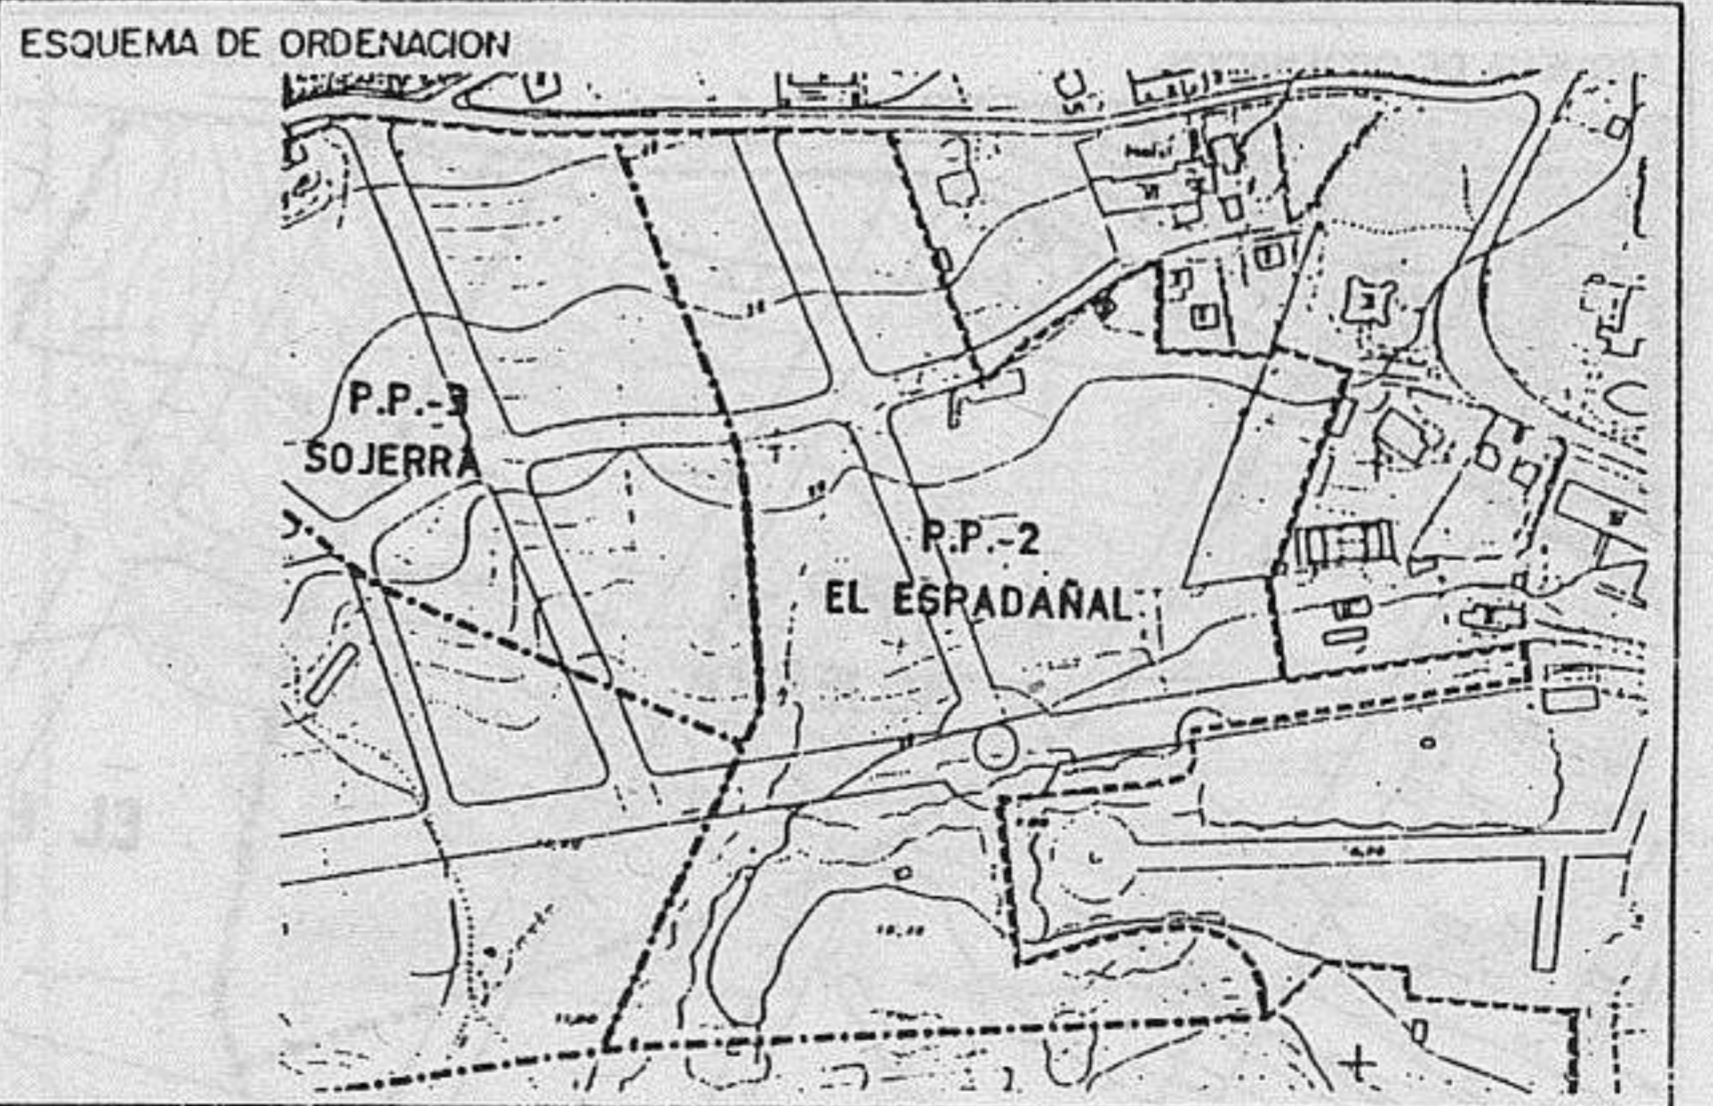 ESQUEMA DE ORDENACION
P.P.-3
SOJERRA
P.P.-2
EL ESPADAÑAL